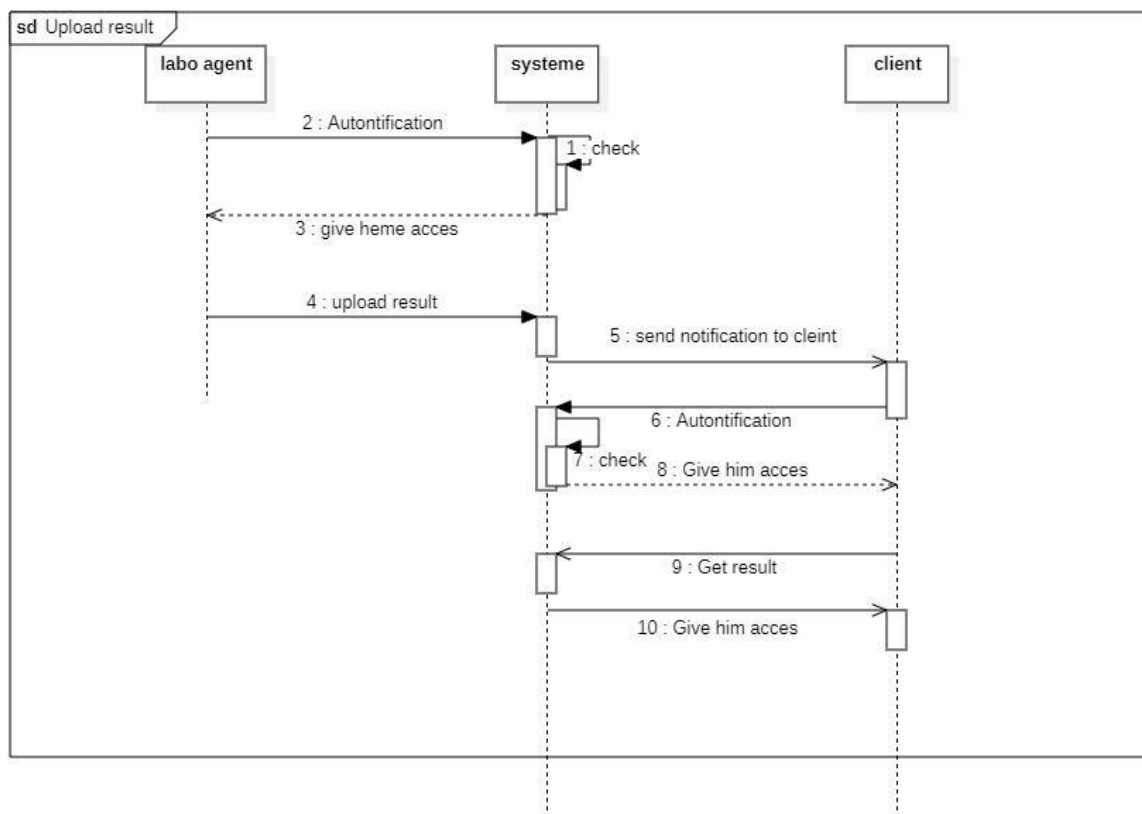 sd Upload result
labo agent
systeme
client
2 : Autontification
1 : check
3 : give heme acces
4 : upload result
5 : send notification to cleint
6 : Autontification
7 : check
8 : Give him acces
9 : Get result
10 : Give him acces